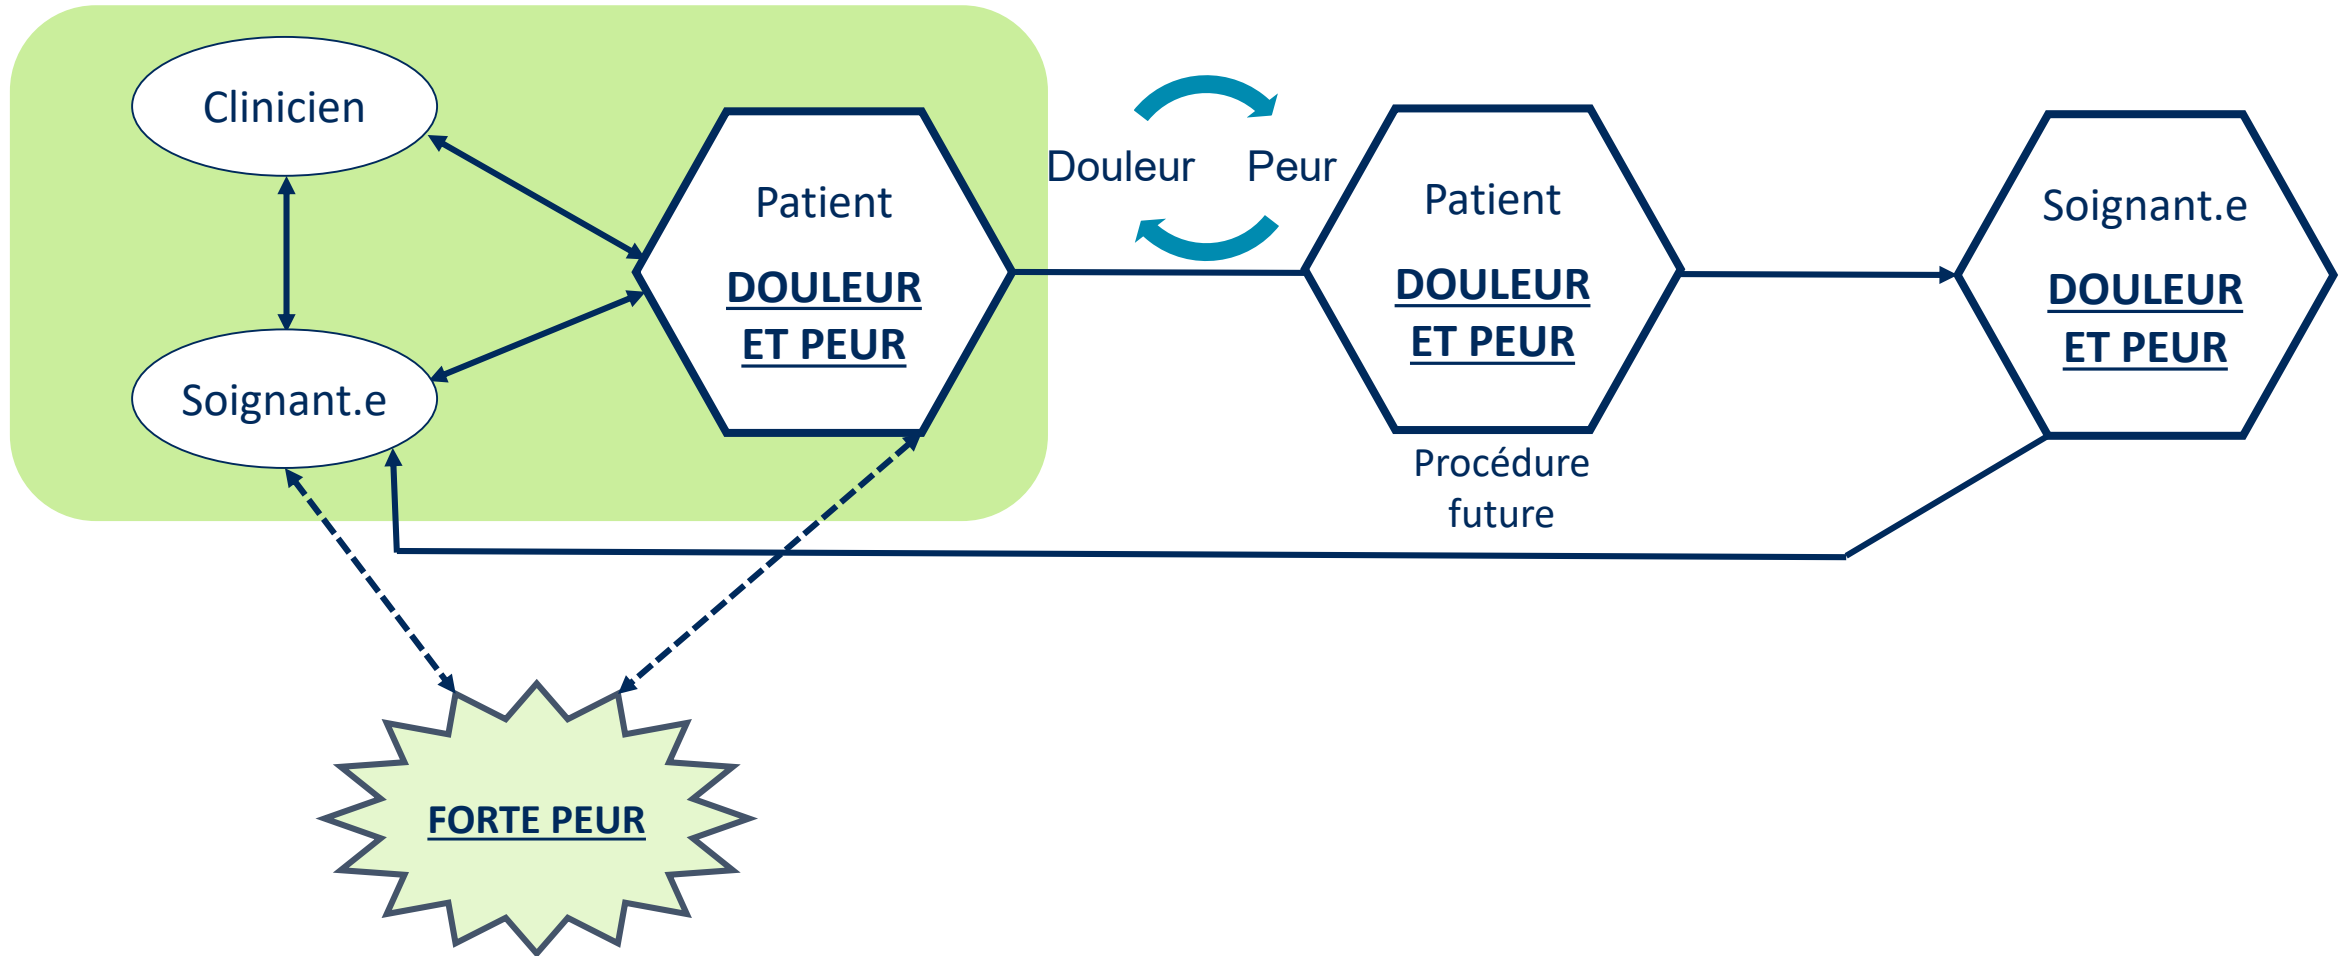 Clinicien
Soignant.e
Patient
DOULEUR
ET PEUR
Douleur
Peur
Patient
DOULEUR
ET PEUR
Procédure
future
Soignant.e
DOULEUR
ET PEUR
FORTE PEUR